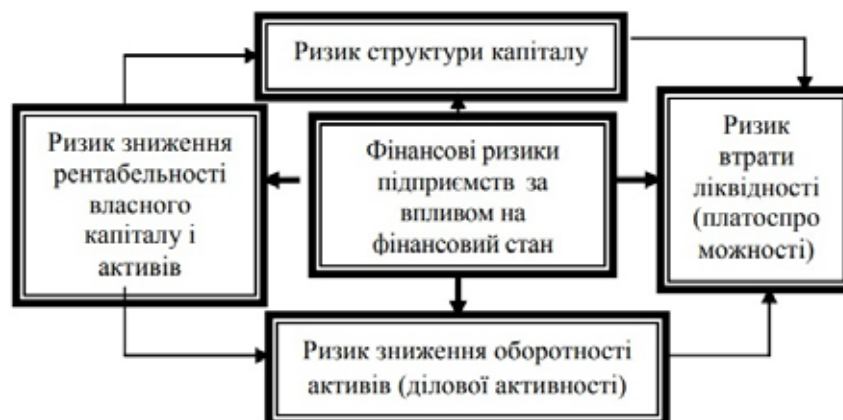 Ризик структури капіталу
Ризик зниження
рентабельності
власного
капіталу і
активів
Фінансові ризики
підприємств за
впливом на
фінансовий стан
Ризик
втрати
ліквідності
(платоспро
можності)
Ризик зниження оборотності
активів (ділової активності)